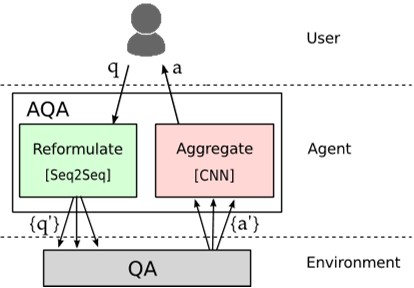 User
q
a
AQA
Reformulate
[Seq2Seq]
Aggregate
[CNN]
Agent
{q'}
{a'}
QA
Environment